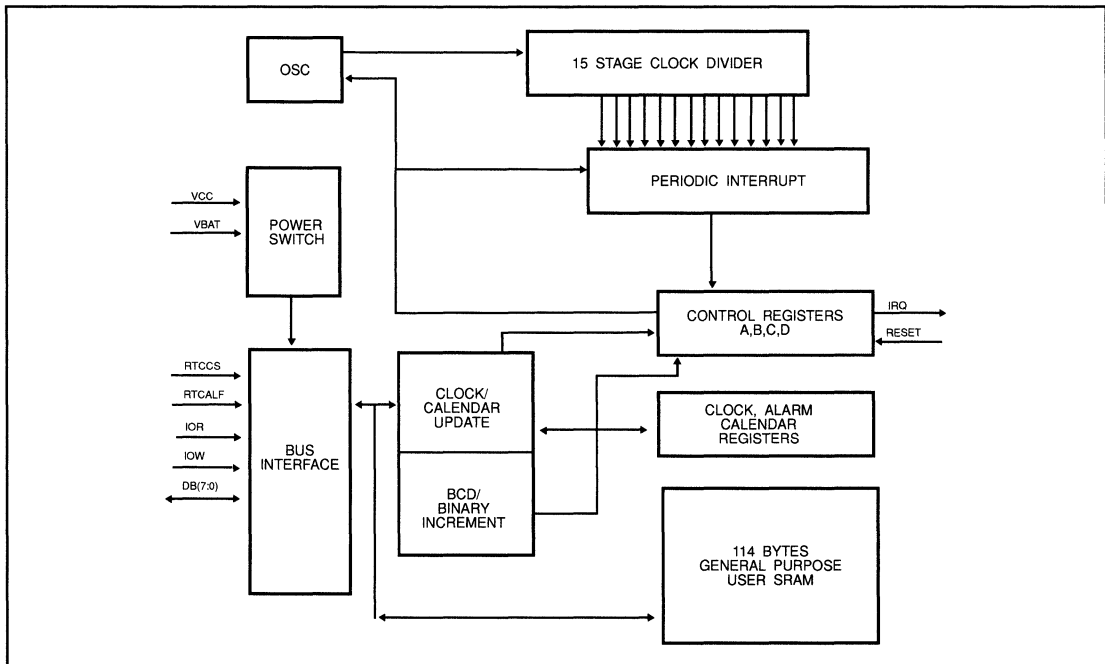 OSC
15 STAGE CLOCK DIVIDER
PERIODIC INTERRUPT
VCC
VBAT
POWER
SWITCH
CONTROL REGISTERS
A,B,C,D
IRQ
RESET
RTCCS
RTCALF
IOR
IOW
DB(7:0)
BUS
INTERFACE
CLOCK/
CALENDAR
UPDATE
BCD/
BINARY
INCREMENT
CLOCK, ALARM
CALENDAR
REGISTERS
114 BYTES
GENERAL PURPOSE
USER SRAM